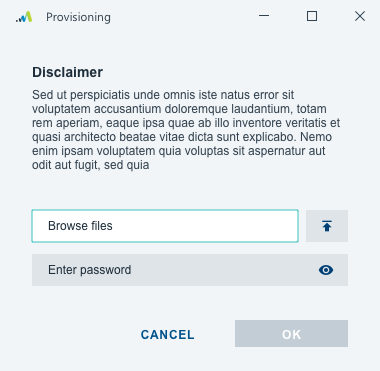 Provisioning
Disclaimer
Sed ut perspiciatis unde omnis iste natus error sit
voluptatem accusantium doloremque laudantium, totam
rem aperiam, eaque ipsa quae ab illo inventore veritatis et
quasi architecto beatae vitae dicta sunt explicabo. Nemo
enim ipsam voluptatem quia voluptas sit aspernatur aut
odit aut fugit, sed quia
Browse files
Enter password
CANCEL
OK